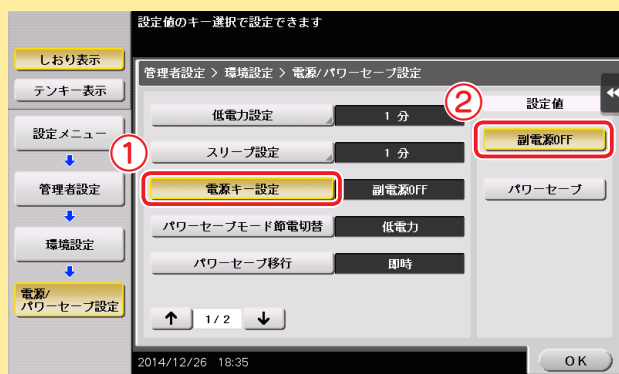 設定値のキー選択で設定できます
しおり表示
テンキー表示
設定メニュー
管理者設定
環境設定
電源/
パワーセーブ設定
管理者設定 > 環境設定 > 電源/パワーセーブ設定
低電力設定 1 分
① スリープ設定 1 分
電源キー設定 副電源OFF
パワーセーブモード節電切替 低電力
パワーセーブ移行 即時
↑ 1/2 ↓
② 設定値
副電源OFF
パワーセーブ
2014/12/26 18:35
OK